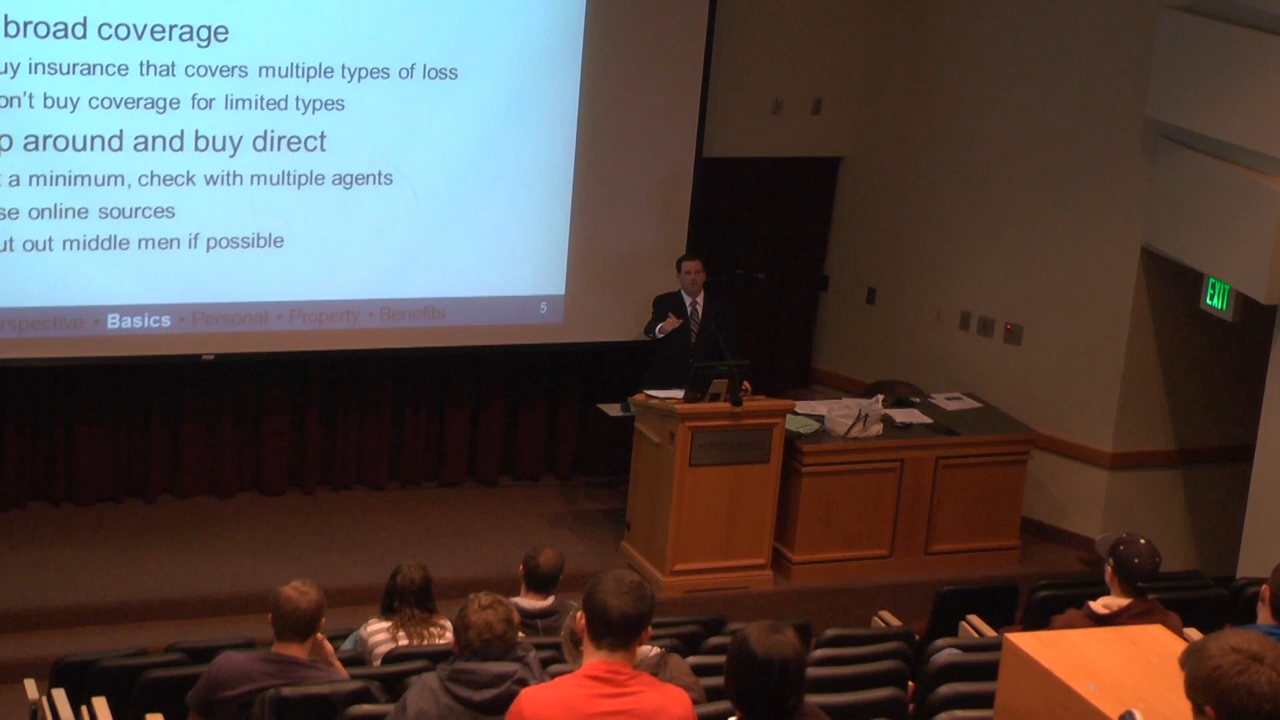 broad coverage
uy insurance that covers multiple types of loss
on't buy coverage for limited types
p around and buy direct
t a minimum, check with multiple agents
se online sources
ut out middle men if possible
rspective • Basics • Personal • Property • Benefits
5
EXIT